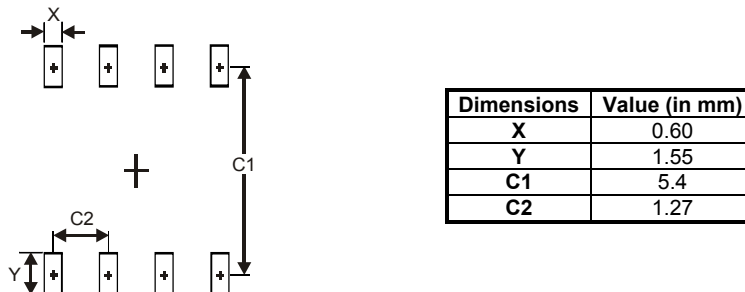 X
C1
C2
Y
Dimensions Value (in mm)
X 0.60
Y 1.55
C1 5.4
C2 1.27